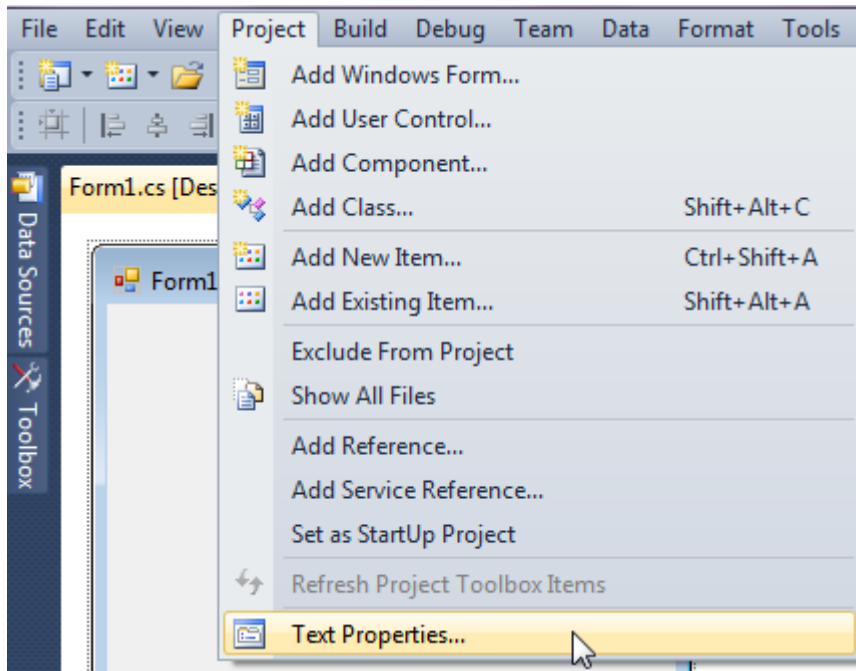 File Edit View Project Build Debug Team Data Format Tools
Add Windows Form...
Add User Control...
Add Component...
Form1.cs [Des
Add Class... Shift+Alt+C
Add New Item... Ctrl+Shift+A
Form1
Add Existing Item... Shift+Alt+A
Exclude From Project
Show All Files
Add Reference...
Add Service Reference...
Set as StartUp Project
Refresh Project Toolbox Items
Text Properties...
Data Sources
Toolbox